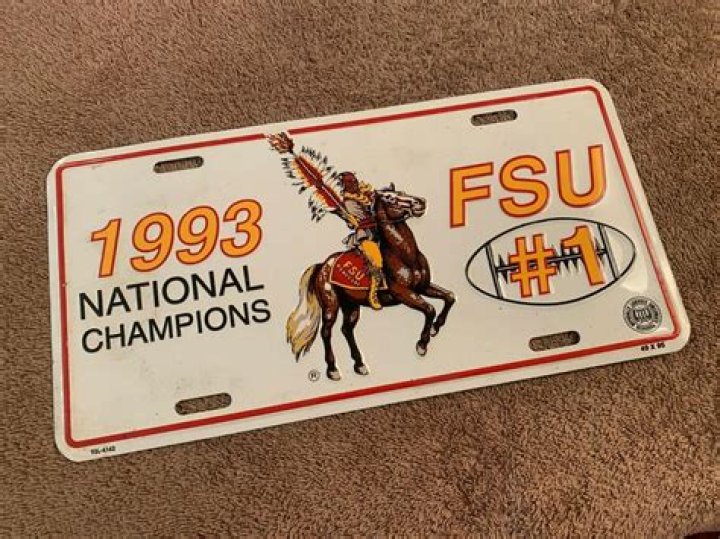 1993
NATIONAL
CHAMPIONS
FSU
#1
FSU
®